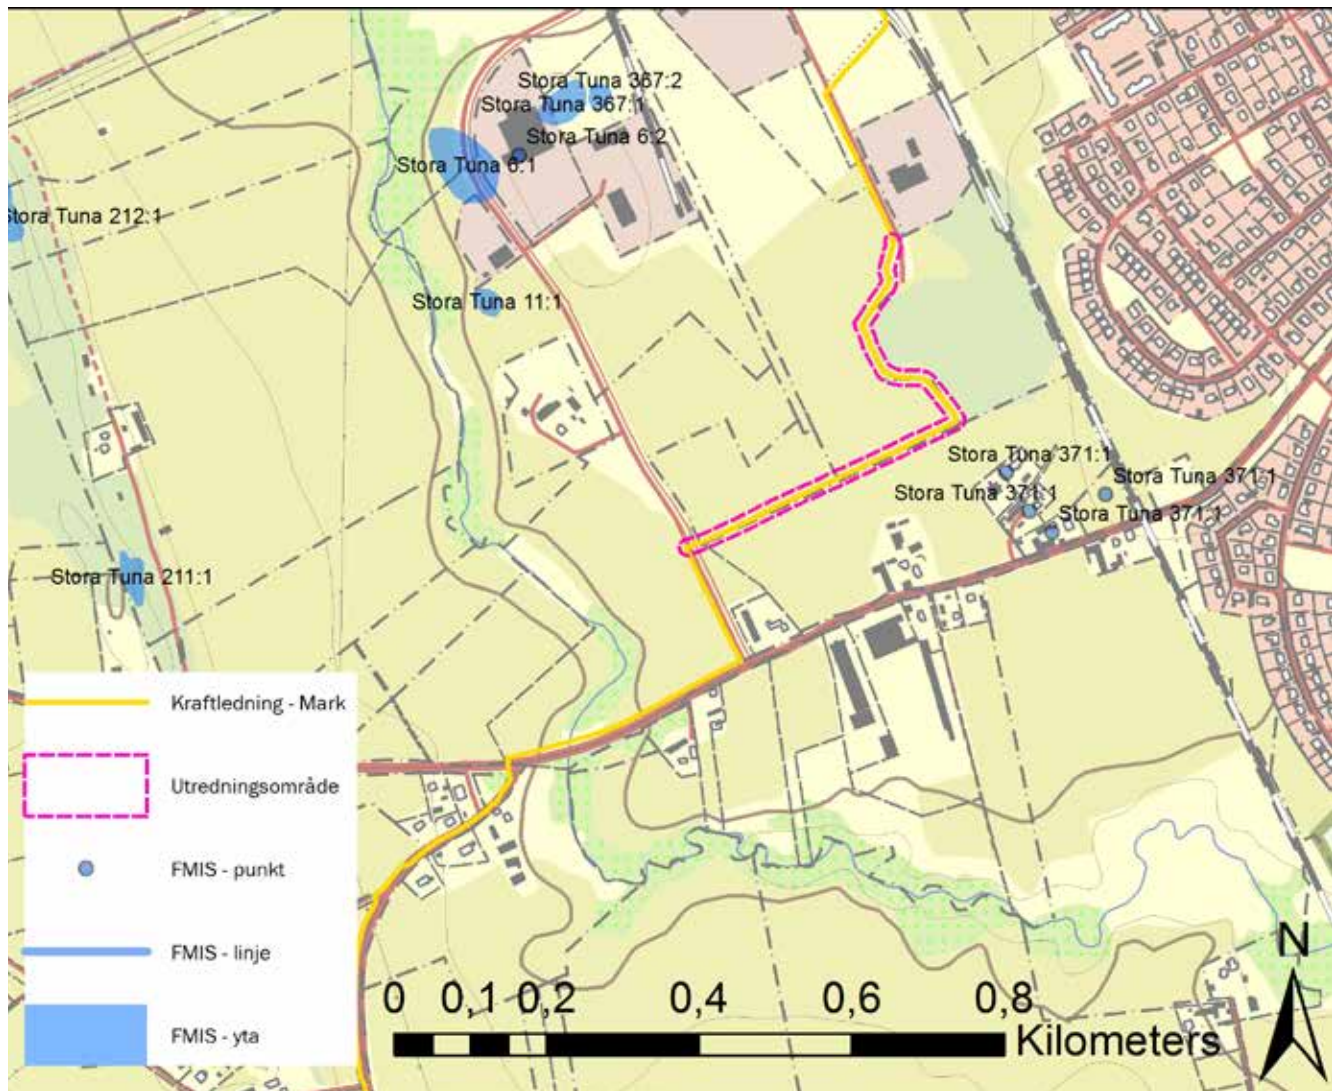 Stora Tuna 367:2
Stora Tuna 367:1
Stora Tuna 6:2
Stora Tuna 6:1
Stora Tuna 212:1
Stora Tuna 11:1
Stora Tuna 371:1
Stora Tuna 371:1
Stora Tuna 371:1
Stora Tuna 371:1
Stora Tuna 211:1
Kraftledning - Mark
Utredningsområde
FMIS - punkt
FMIS - linje
FMIS - yta
0 0,1 0,2 0,4 0,6 0,8
Kilometers
N